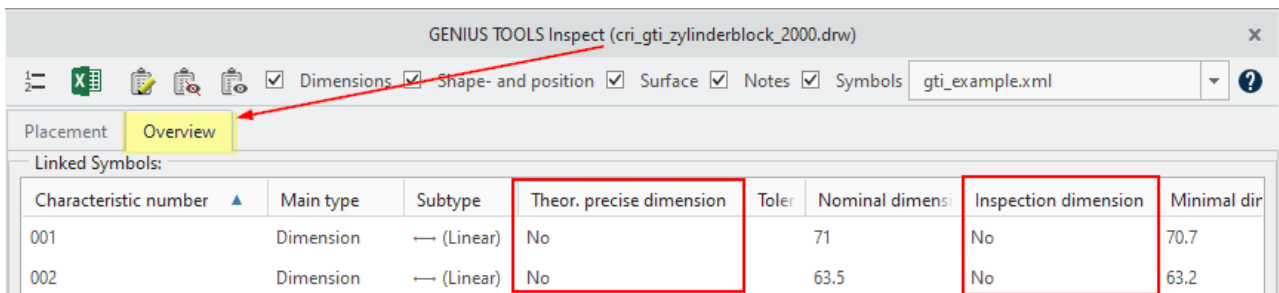 GENIUS TOOLS Inspect (cri_gti_zylinderblock_2000.drw) x
1 2 X Dimensions Shape- and position Surface Notes Symbols gti_example.xml ?
Placement Overview
Linked Symbols:
Characteristic number Main type Subtype Theor. precise dimension Toler Nominal dimensi Inspection dimension Minimal dir
001 Dimension (Linear) No 71 No 70.7
002 Dimension (Linear) No 63.5 No 63.2